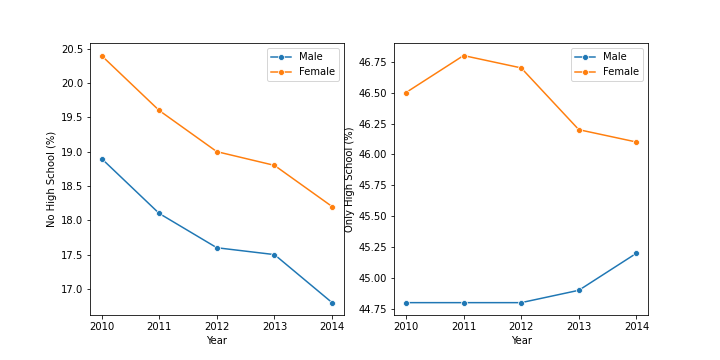 No High School (%)
20.5
20.0
19.5
19.0
18.5
18.0
17.5
17.0
2010 2011 2012 2013 2014
Year
Male
Female
Only High School (%)
46.75
46.50
46.25
46.00
45.75
45.50
45.25
45.00
44.75
2010 2011 2012 2013 2014
Year
Male
Female